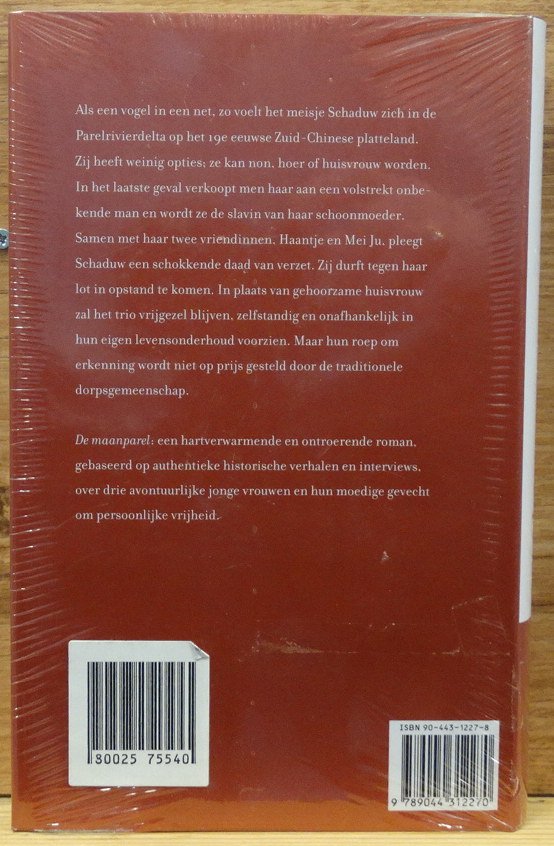 Als een vogel in een net, zo voelt het meisje Schaduw zich in de
Parelrivierdelta op het 19e eeuwse Zuid-Chinese platteland.
Zij heeft weinig opties: ze kan non, hoer of huisvrouw worden.
In het laatste geval verkoopt men haar aan een volstrekt onbe-
kende man en wordt ze de slavin van haar schoonmoeder.
Samen met haar twee vriendinnen, Haantje en Mei Ju, pleegt
Schaduw een schokkende daad van verzet. Zij durft tegen haar
lot in opstand te komen. In plaats van gehoorzame huisvrouw
zal het trio vrijgezel blijven, zelfstandig en onafhankelijk in
hun eigen levensonderhoud voorzien. Maar hun roep om
erkenning wordt niet op prijs gesteld door de traditionele
dorpsgemeenschap.
De maanparel: een hartverwarmende en ontroerende roman,
gebaseerd op authentieke historische verhalen en interviews,
over drie avontuurlijke jonge vrouwen en hun moedige gevecht
om persoonlijke vrijheid.
80025 75540
ISBN 90-443-1227-8
9 789044 312270